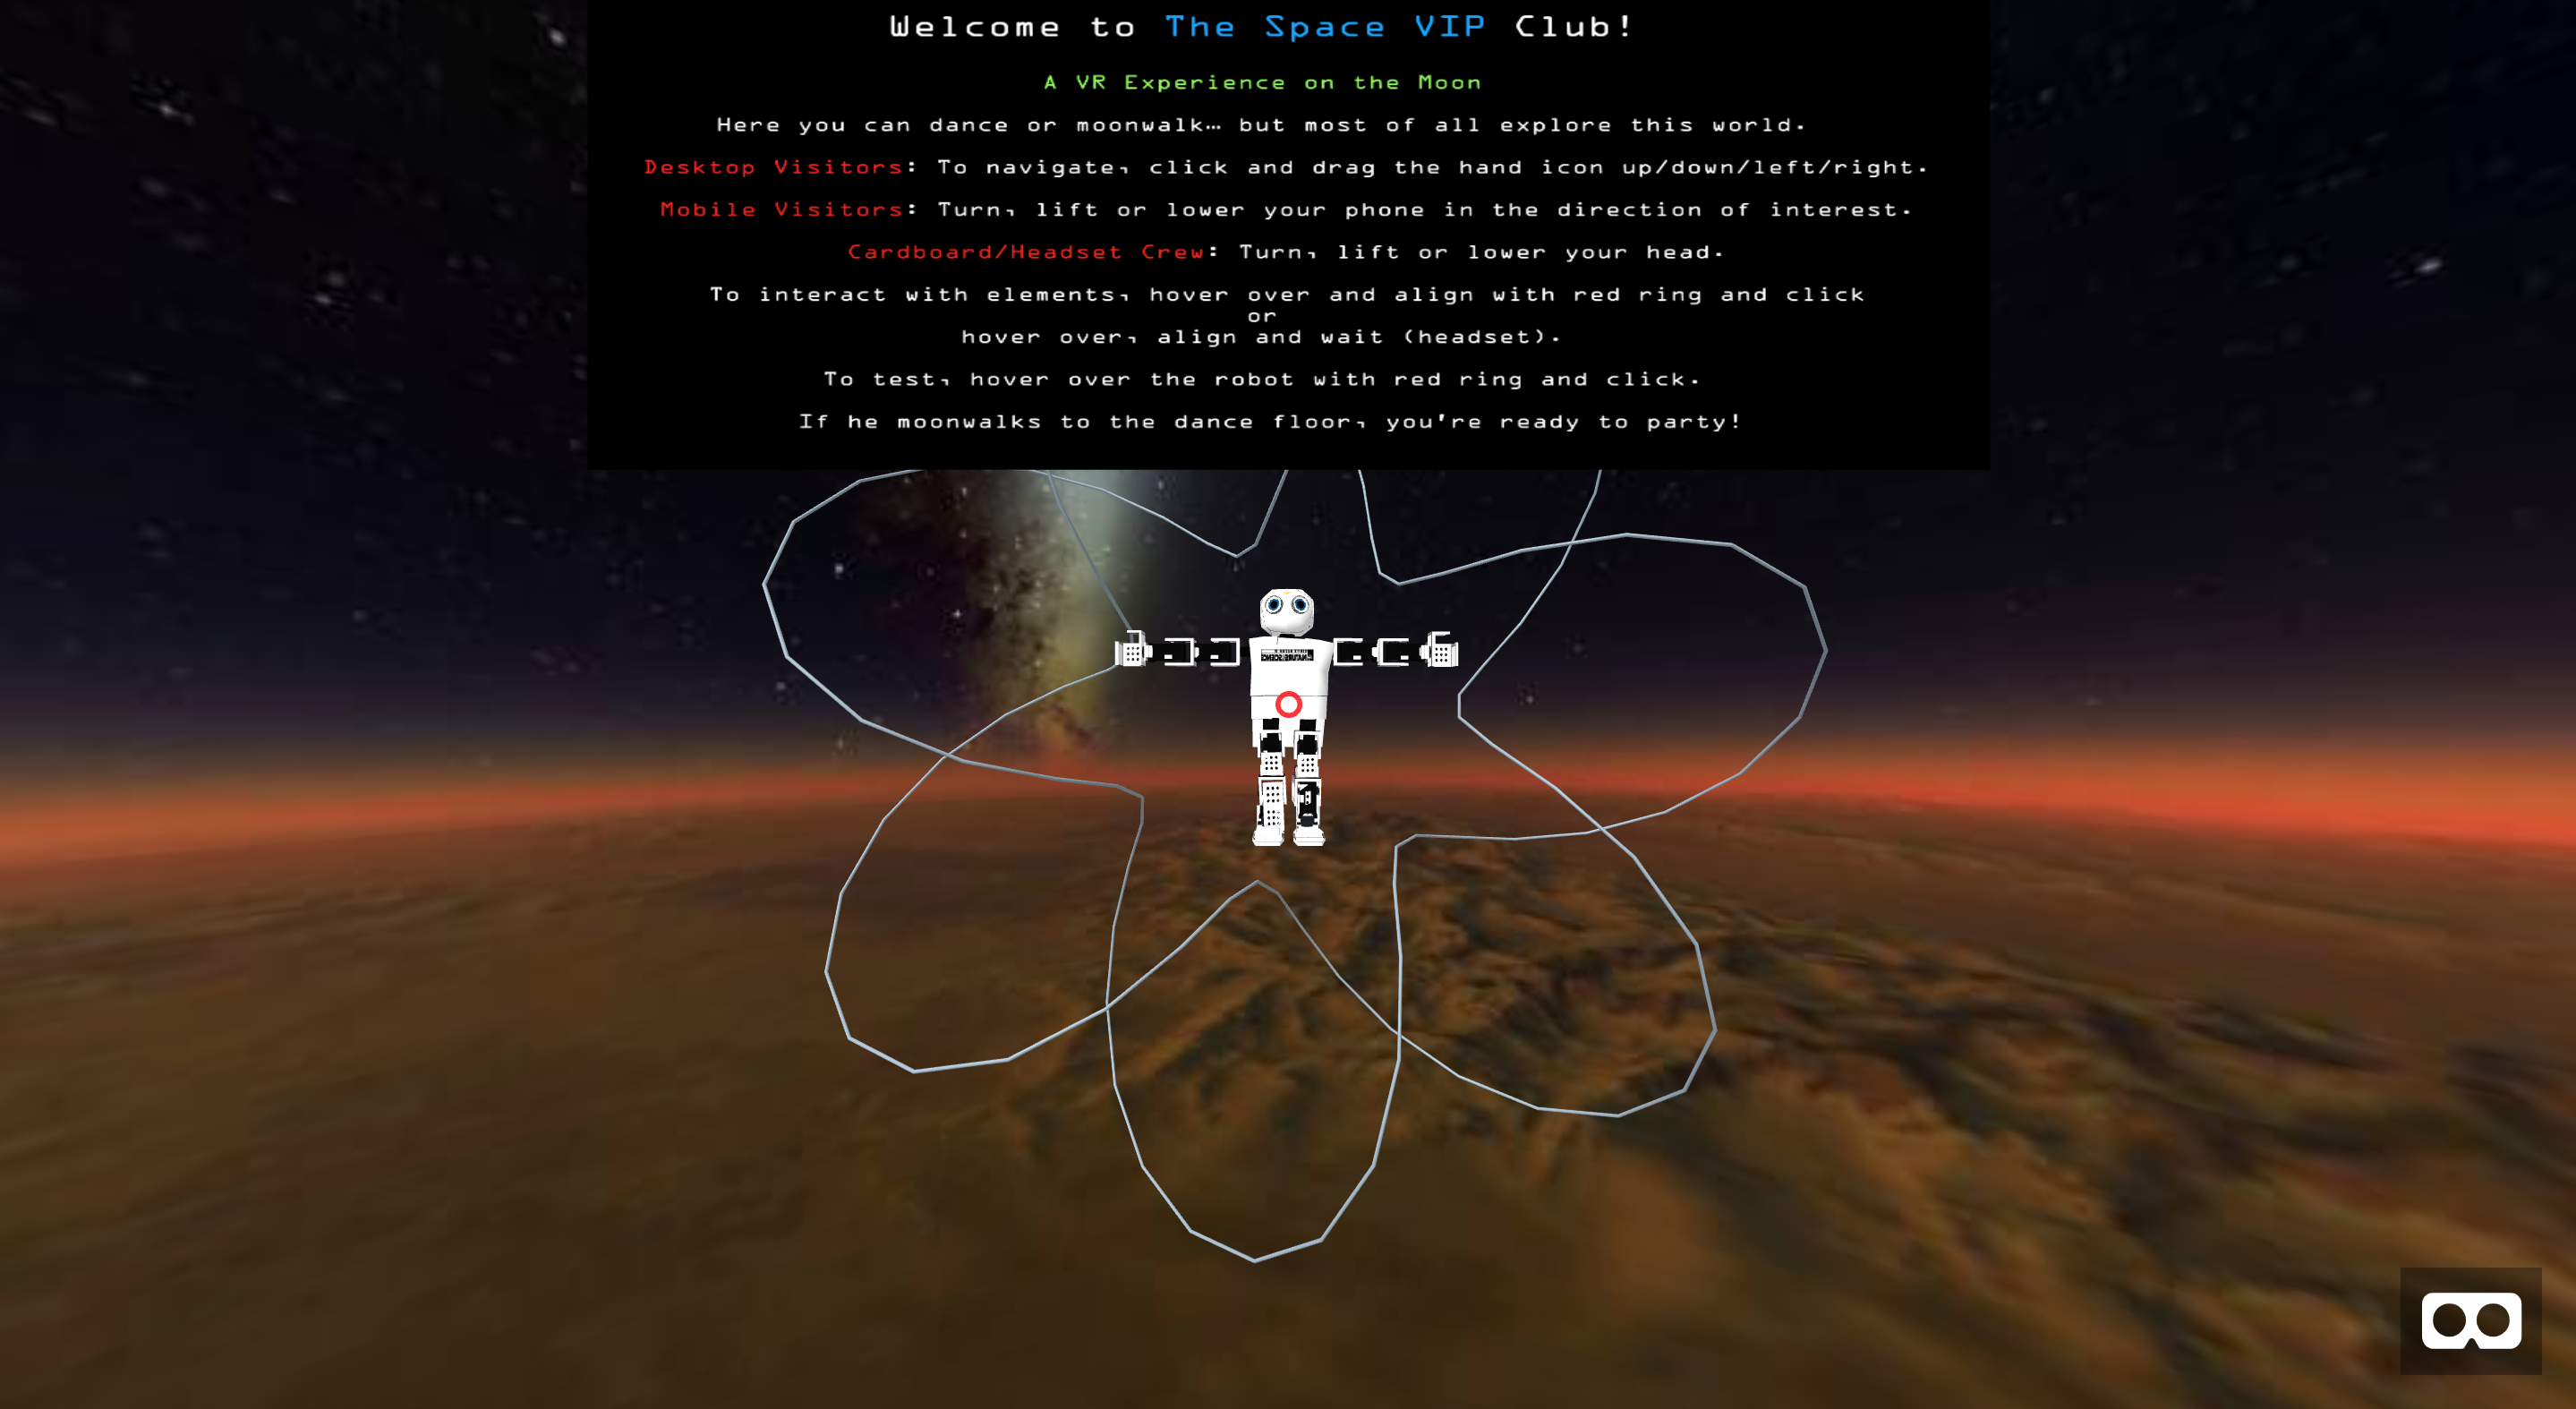 Welcome to The Space VIP Club!
A VR Experience on the Moon
Here you can dance or moonwalk… but most of all explore this world.
Desktop Visitors: To navigate, click and drag the hand icon up/down/left/right.
Mobile Visitors: Turn, lift or lower your phone in the direction of interest.
Cardboard/Headset Crew: Turn, lift or lower your head.
To interact with elements, hover over and align with red ring and click
or
hover over, align and wait (headset).
To test, hover over the robot with red ring and click.
If he moonwalks to the dance floor, you're ready to party!